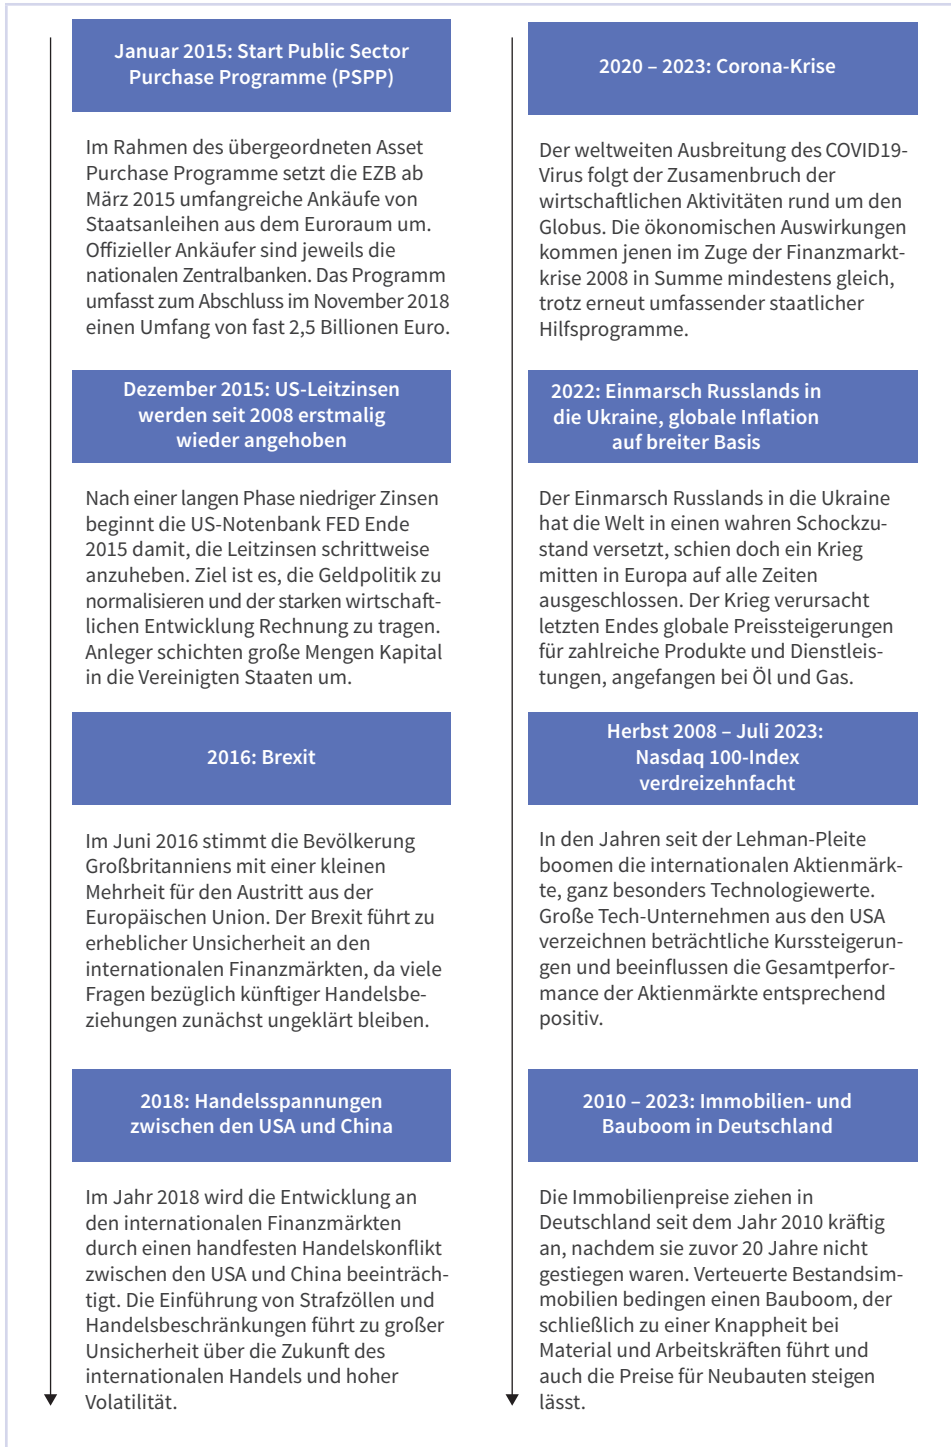 Januar 2015: Start Public Sector
Purchase Programme (PSPP)
Im Rahmen des übergeordneten Asset
Purchase Programme setzt die EZB ab
März 2015 umfangreiche Ankäufe von
Staatsanleihen aus dem Euroraum um.
Offizieller Ankäufer sind jeweils die
nationalen Zentralbanken. Das Programm
umfasst zum Abschluss im November 2018
einen Umfang von fast 2,5 Billionen Euro.
Dezember 2015: US-Leitzinsen
werden seit 2008 erstmalig
wieder angehoben
Nach einer langen Phase niedriger Zinsen
beginnt die US-Notenbank FED Ende
2015 damit, die Leitzinsen schrittweise
anzuheben. Ziel ist es, die Geldpolitik zu
normalisieren und der starken wirtschaft-
lichen Entwicklung Rechnung zu tragen.
Anleger schichten große Mengen Kapital
in die Vereinigten Staaten um.
2016: Brexit
Im Juni 2016 stimmt die Bevölkerung
Großbritanniens mit einer kleinen
Mehrheit für den Austritt aus der
Europäischen Union. Der Brexit führt zu
erheblicher Unsicherheit an den
internationalen Finanzmärkten, da viele
Fragen bezüglich künftiger Handelsbe-
ziehungen zunächst ungeklärt bleiben.
2018: Handelsspannungen
zwischen den USA und China
Im Jahr 2018 wird die Entwicklung an
den internationalen Finanzmärkten
durch einen handfesten Handelskonflikt
zwischen den USA und China beeinträch-
tigt. Die Einführung von Strafzöllen und
Handelsbeschränkungen führt zu großer
Unsicherheit über die Zukunft des
internationalen Handels und hoher
Volatilität.
2020 – 2023: Corona-Krise
Der weltweiten Ausbreitung des COVID19-
Virus folgt der Zusamenbruch der
wirtschaftlichen Aktivitäten rund um den
Globus. Die ökonomischen Auswirkungen
kommen jenen im Zuge der Finanzmarkt-
krise 2008 in Summe mindestens gleich,
trotz erneut umfassender staatlicher
Hilfsprogramme.
2022: Einmarsch Russlands in
die Ukraine, globale Inflation
auf breiter Basis
Der Einmarsch Russlands in die Ukraine
hat die Welt in einen wahren Schockzu-
stand versetzt, schien doch ein Krieg
mitten in Europa auf alle Zeiten
ausgeschlossen. Der Krieg verursacht
letzten Endes globale Preissteigerungen
für zahlreiche Produkte und Dienstleis-
tungen, angefangen bei Öl und Gas.
Herbst 2008 – Juli 2023:
Nasdaq 100-Index
verdreizehnfacht
In den Jahren seit der Lehman-Pleite
boomen die internationalen Aktienmärk-
te, ganz besonders Technologiewerte.
Große Tech-Unternehmen aus den USA
verzeichnen beträchtliche Kurssteigerun-
gen und beeinflussen die Gesamtperfor-
mance der Aktienmärkte entsprechend
positiv.
2010 – 2023: Immobilien- und
Bauboom in Deutschland
Die Immobilienpreise ziehen in
Deutschland seit dem Jahr 2010 kräftig
an, nachdem sie zuvor 20 Jahre nicht
gestiegen waren. Verteuerte Bestandsim-
mobilien bedingen einen Bauboom, der
schließlich zu einer Knappheit bei
Material und Arbeitskräften führt und
auch die Preise für Neubauten steigen
lässt.